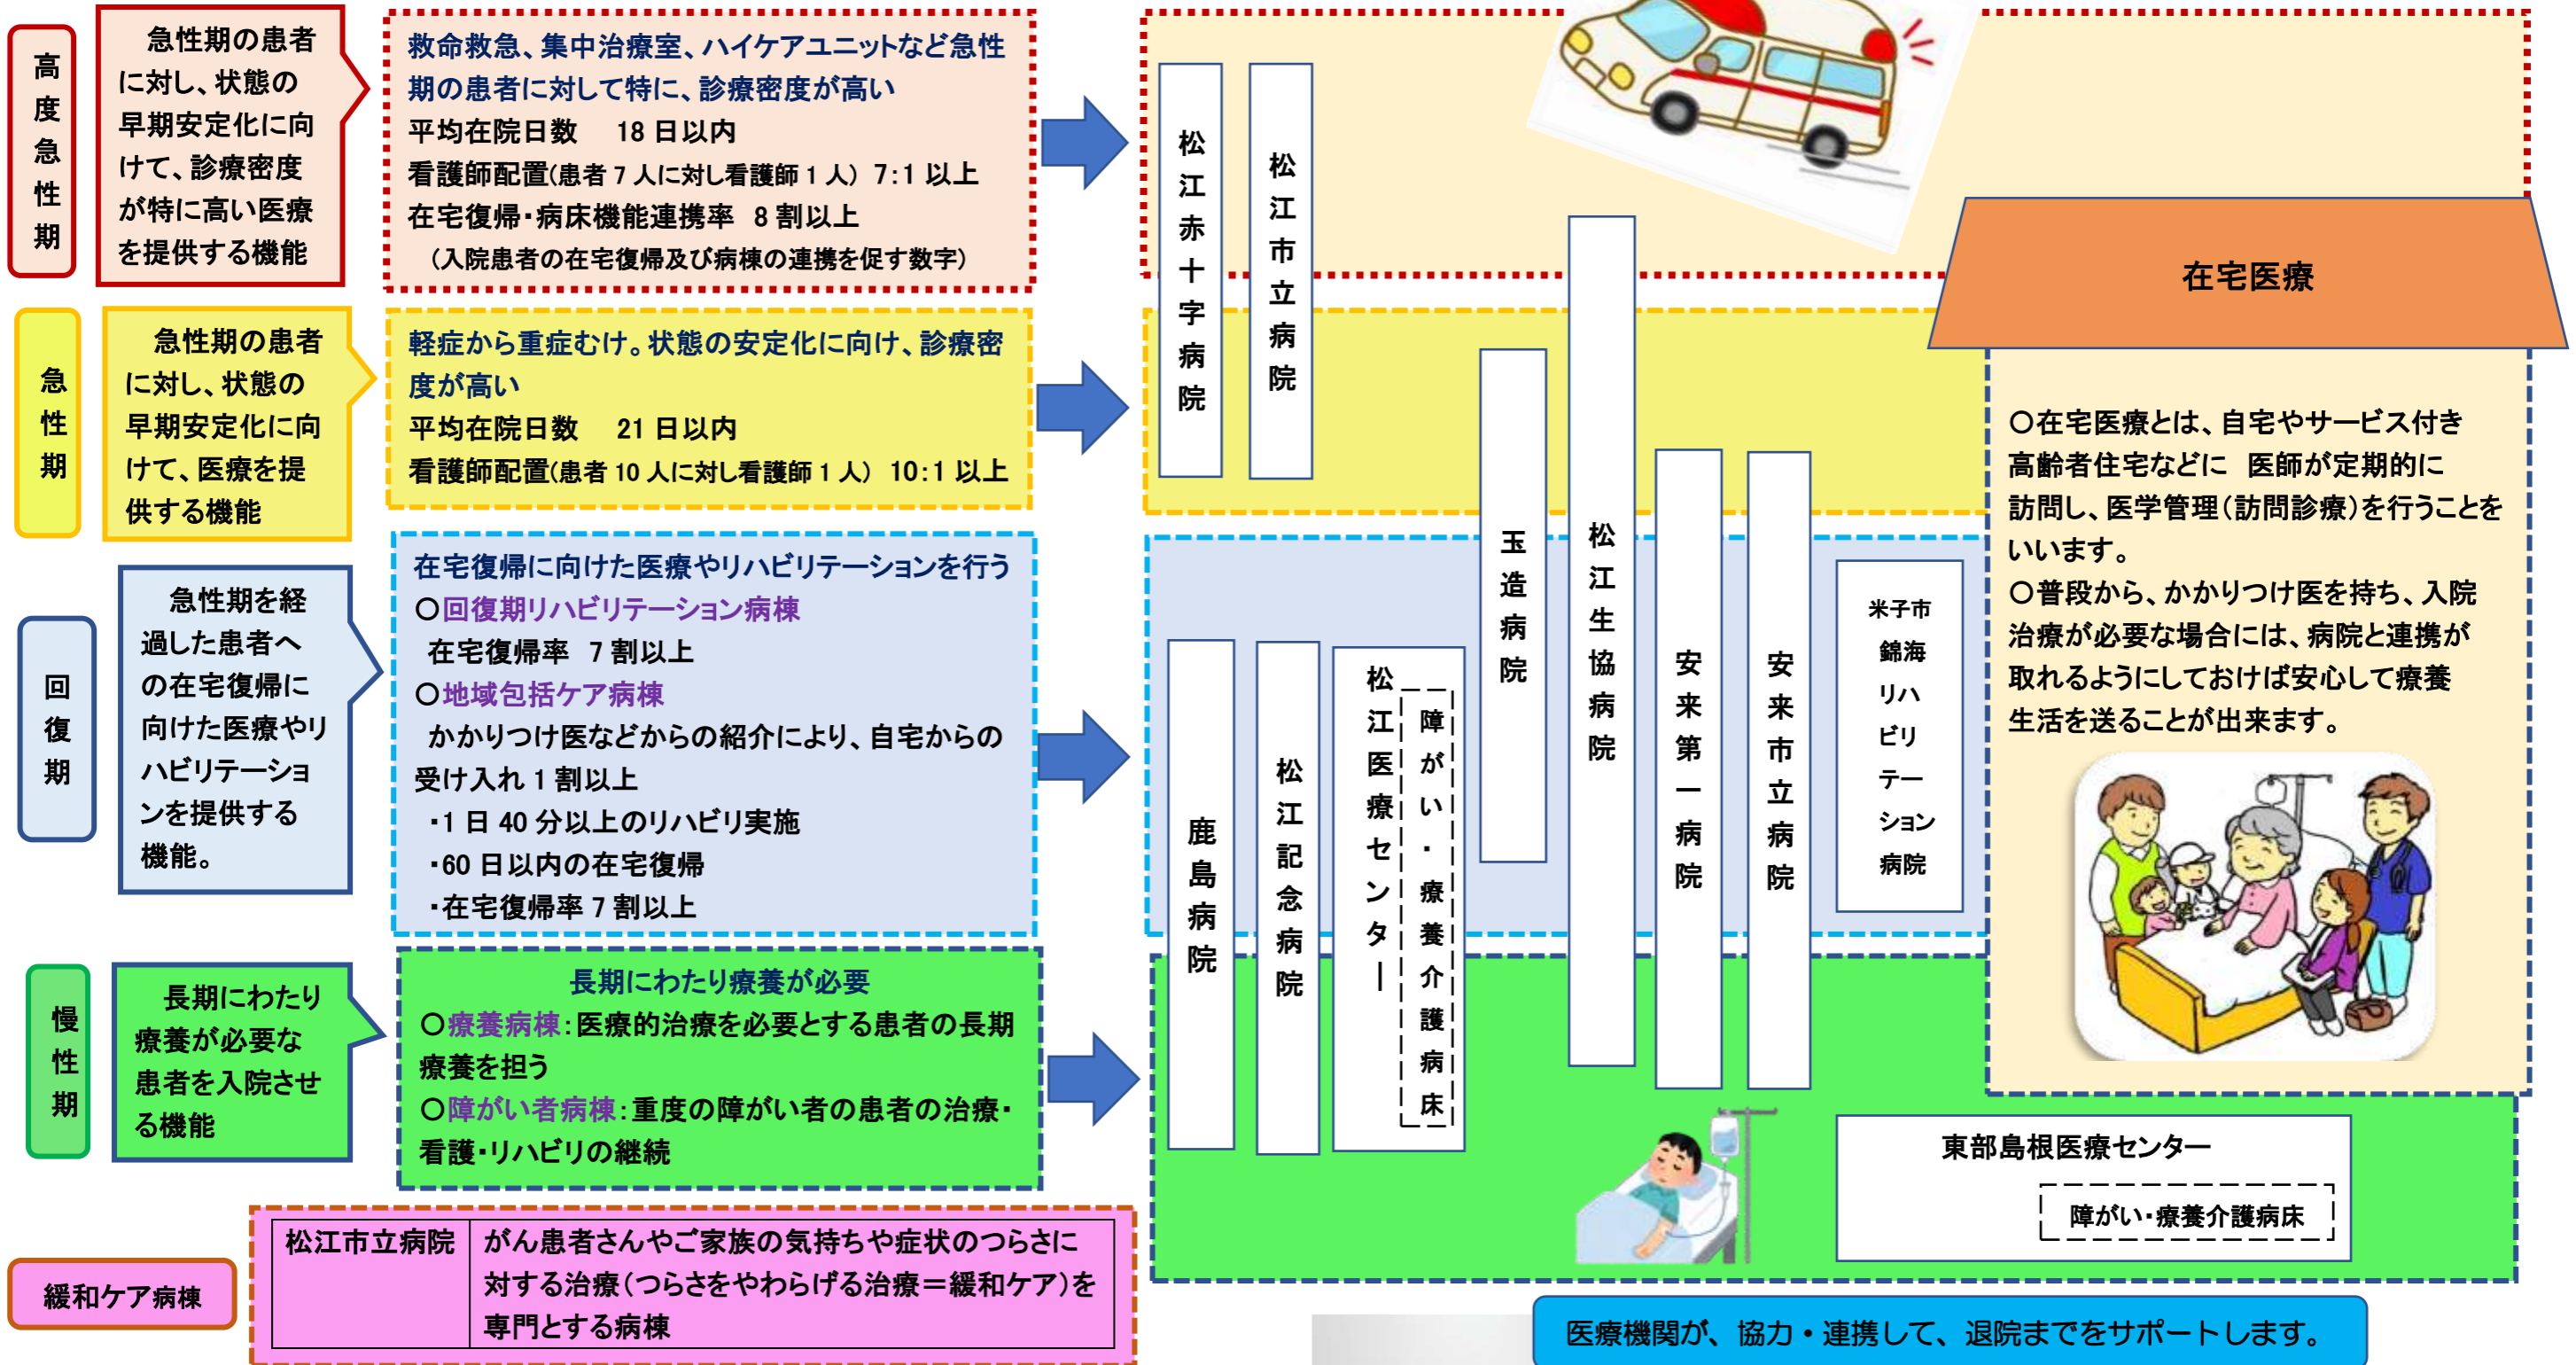 高度急性期
急性期の患者
に対し、状態の
早期安定化に向
けて、診療密度
が特に高い医療
を提供する機能
救命救急、集中治療室、ハイケアユニットなど急性
期の患者に対して特に、診療密度が高い
平均在院日数　18 日以内
看護師配置(患者 7 人に対し看護師 1 人) 7:1 以上
在宅復帰・病床機能連携率 8 割以上
(入院患者の在宅復帰及び病棟の連携を促す数字)
急性期
急性期の患者
に対し、状態の
早期安定化に向
けて、医療を提
供する機能
軽症から重症むけ。状態の安定化に向け、診療密
度が高い
平均在院日数　21 日以内
看護師配置(患者 10 人に対し看護師 1 人) 10:1 以上
回復期
急性期を経
過した患者へ
の在宅復帰に
向けた医療やリ
ハビリテーショ
ンを提供する
機能。
在宅復帰に向けた医療やリハビリテーションを行う
○回復期リハビリテーション病棟
在宅復帰率 7 割以上
○地域包括ケア病棟
かかりつけ医などからの紹介により、自宅からの
受け入れ 1 割以上
・1 日 40 分以上のリハビリ実施
・60 日以内の在宅復帰
・在宅復帰率 7 割以上
慢性期
長期にわたり
療養が必要な
患者を入院させ
る機能
長期にわたり療養が必要
○療養病棟:医療的治療を必要とする患者の長期
療養を担う
○障がい者病棟:重度の障がい者の患者の治療・
看護・リハビリの継続
緩和ケア病棟
松江市立病院
がん患者さんやご家族の気持ちや症状のつらさに
対する治療(つらさをやわらげる治療=緩和ケア)を
専門とする病棟
松江赤十字病院
松江市立病院
鹿島病院
松江記念病院
松江医療センター
障がい・療養介護病床
玉造病院
松江生協病院
安来第一病院
安来市立病院
米子市
錦海
リハ
ビリ
テー
ション
病院
在宅医療
○在宅医療とは、自宅やサービス付き
高齢者住宅などに 医師が定期的に
訪問し、医学管理(訪問診療)を行うことを
いいます。
○普段から、かかりつけ医を持ち、入院
治療が必要な場合には、病院と連携が
取れるようにしておけば安心して療養
生活を送ることが出来ます。
東部島根医療センター
障がい・療養介護病床
医療機関が、協力・連携して、退院までをサポートします。